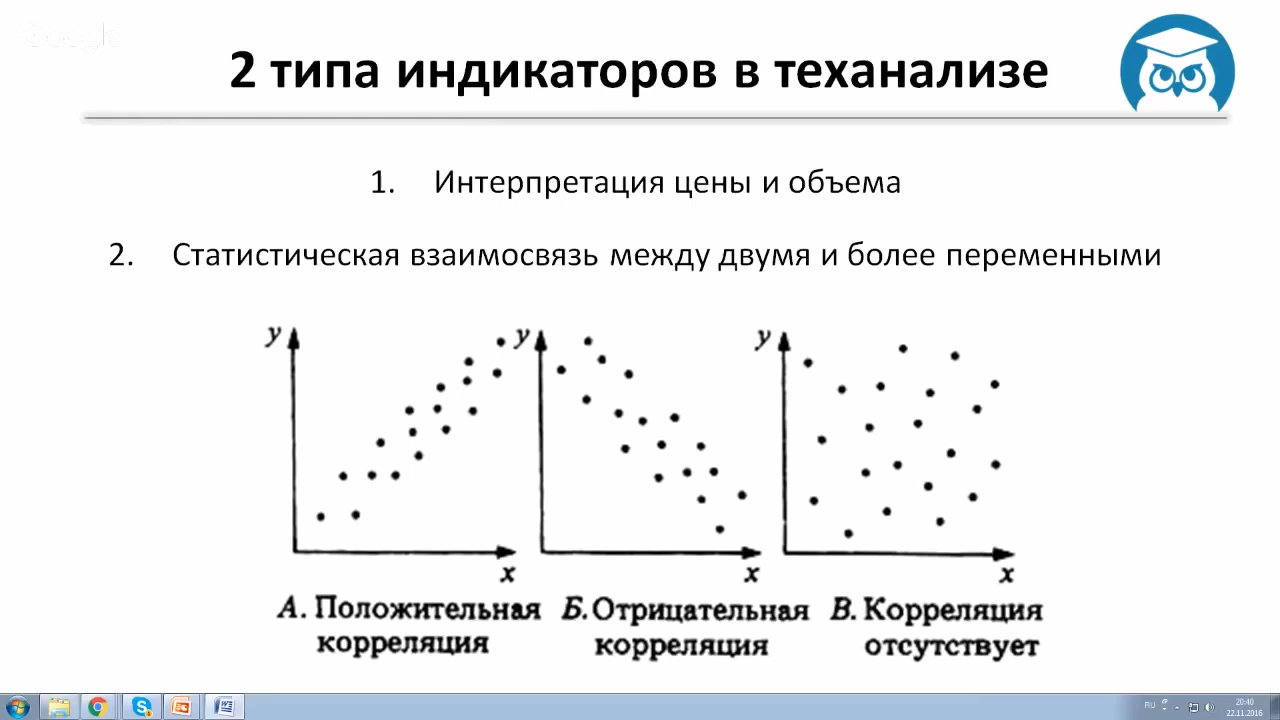 2 типа индикаторов в теханализе
1. Интерпретация цены и объема
2. Статистическая взаимосвязь между двумя и более переменными
y y y
x x x
А. Положительная корреляция
Б. Отрицательная корреляция
В. Корреляция отсутствует
RU
20:40
22.11.2016